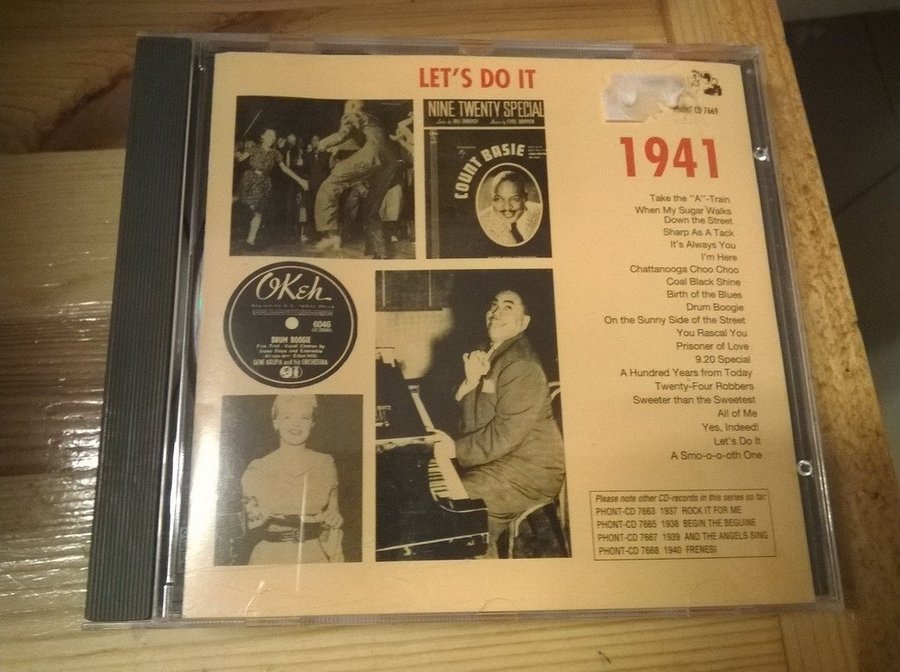 LET'S DO IT
PHONT CD 7669
NINE TWENTY SPECIAL
COUNT BASIE
1941
Take the "A"-Train
When My Sugar Walks
Down the Street
Sharp As A Tack
It's Always You
I'm Here
Chattanooga Choo Choo
Coal Black Shine
Birth of the Blues
Drum Boogie
On the Sunny Side of the Street
You Rascal You
Prisoner of Love
9.20 Special
A Hundred Years from Today
Twenty-Four Robbers
Sweeter than the Sweetest
All of Me
Yes, Indeed!
Let's Do It
A Smo-o-o-oth One
OKeh
6046
DRUM BOOGIE
GENE KRUPA and his ORCHESTRA
Please note other CD-records in this series so far:
PHONT-CD 7663 1937 ROCK IT FOR ME
PHONT-CD 7665 1938 BEGIN THE BEGUINE
PHONT-CD 7667 1939 AND THE ANGELS SING
PHONT-CD 7668 1940 FRENESI